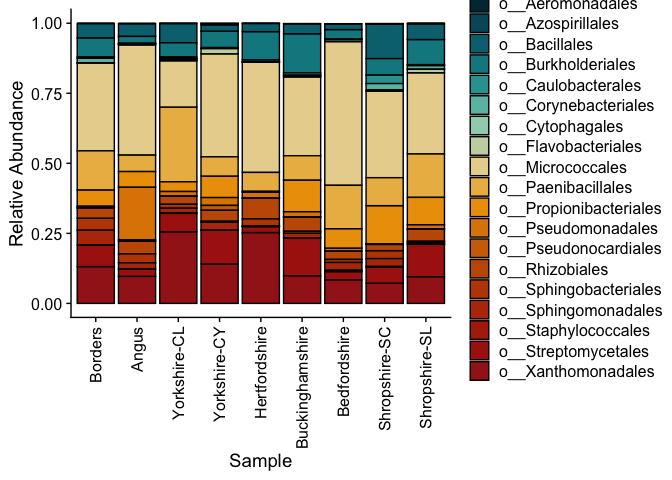 o__Aeromonadales
o__Azospirillales
o__Bacillales
o__Burkholderiales
o__Caulobacterales
o__Corynebacteriales
o__Cytophagales
o__Flavobacteriales
o__Micrococcales
o__Paenibacillales
o__Propionibacteriales
o__Pseudomonadales
o__Pseudonocardiales
o__Rhizobiales
o__Sphingobacteriales
o__Sphingomonadales
o__Staphylococcales
o__Streptomycetales
o__Xanthomonadales
Relative Abundance
1.00
0.75
0.50
0.25
0.00
Borders
Angus
Yorkshire-CL
Yorkshire-CY
Hertfordshire
Buckinghamshire
Bedfordshire
Shropshire-SC
Shropshire-SL
Sample